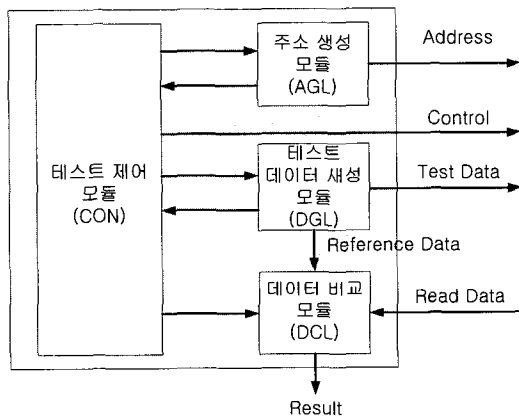 주소 생성
모듈
(AGL)
Address
Control
테스트 제어
모듈
(CON)
테스트
데이터 새성
모듈
(DGL)
Test Data
Reference Data
데이터 비교
모듈
(DCL)
Read Data
Result